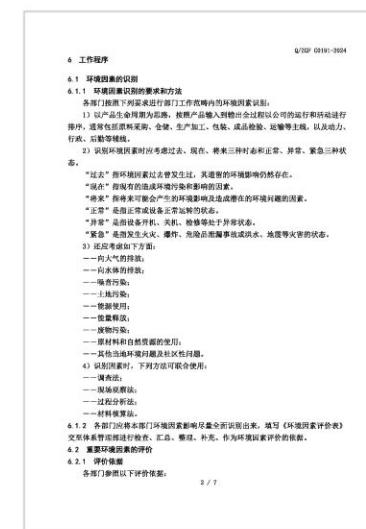 Q/ZGF G0191-2024
6 工作程序
6.1 环境因素的识别
6.1.1 环境因素识别的要求和方法
各部门按照下列要求进行部门工作范畴内的环境因素识别:
1)以产品生命周期为思路,按照产品输入到输出全过程以公司的运行和活动进行
排序,通常包括原料采购、仓储、生产加工、包装、成品检验、运输等主线,以及动力、
行政、后勤等辅线。
2)识别环境因素时应考虑过去、现在、将来三种时态和正常、异常、紧急三种状
态。
“过去”指环境因素过去曾发生过,其遗留的环境影响仍然存在。
“现在”指现有的造成环境污染和影响的因素。
“将来”指将来可能会产生的环境影响及造成潜在的环境问题的因素。
“正常”是指正常或设备正常运转的状态。
“异常”是指设备开机、关机、检修等处于异常状态。
“紧急”是指发生火灾、爆炸、危险品泄漏事故或洪水、地震等灾害的状态。
3)还应考虑如下方面:
——向大气的排放;
——向水体的排放;
——噪音污染;
——土地污染;
——能源使用;
——能量释放;
——废物污染;
——原材料和自然资源的使用;
——其他当地环境问题及社区性问题。
4)识别因素时,下列方法可联合使用:
——调查法;
——现场观察法;
——过程分析法;
——材料核算法。
6.1.2 各部门应将本部门环境因素影响尽量全面识别出来,填写《环境因素评价表》
交至体系管理部进行检查、汇总、整理、补充、作为环境因素评价的依据。
6.2 重要环境因素的评价
6.2.1 评价依据
各部门参照以下评价依据:
2 / 7